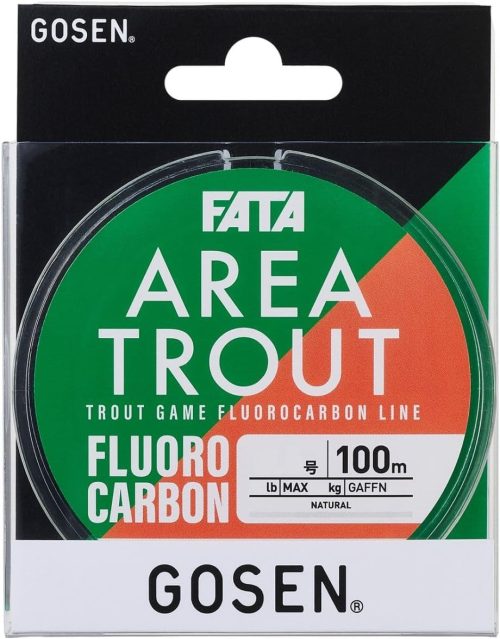 GOSEN®
FATA
AREA
TROUT
TROUT GAME FLUOROCARBON LINE
FLUORO
CARBON
号 100m
lb MAX kg GAFFN
NATURAL
GOSEN®